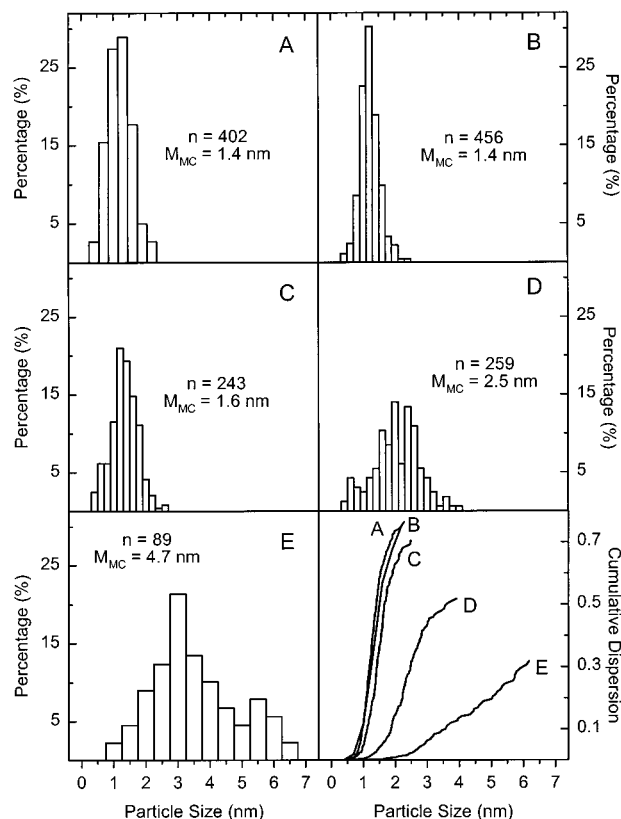 A
B
Percentage (%)
25
15
5
n = 402
M_MC = 1.4 nm
n = 456
M_MC = 1.4 nm
25
15
5
Percentage (%)
C
D
Percentage (%)
25
15
5
n = 243
M_MC = 1.6 nm
n = 259
M_MC = 2.5 nm
25
15
5
Percentage (%)
E
Percentage (%)
25
15
5
n = 89
M_MC = 4.7 nm
A
B
C
D
E
0.7
0.5
0.3
0.1
Cumulative Dispersion
0 1 2 3 4 5 6 7
0 1 2 3 4 5 6 7
Particle Size (nm)
Particle Size (nm)